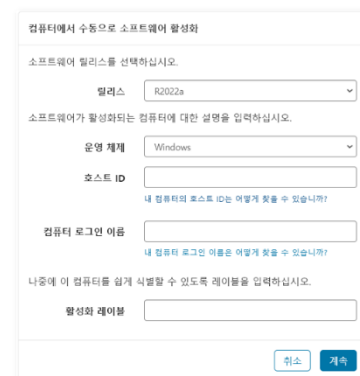 컴퓨터에서 수동으로 소프트웨어 활성화
소프트웨어 릴리스를 선택하십시오.
릴리스 R2022a
소프트웨어가 활성화되는 컴퓨터에 대한 설명을 입력하십시오.
운영 체제 Windows
호스트 ID
내 컴퓨터의 호스트 ID는 어떻게 찾을 수 있습니까?
컴퓨터 로그인 이름
내 컴퓨터 로그인 이름은 어떻게 찾을 수 있습니까?
나중에 이 컴퓨터를 쉽게 식별할 수 있도록 레이블을 입력하십시오.
활성화 레이블
취소 계속